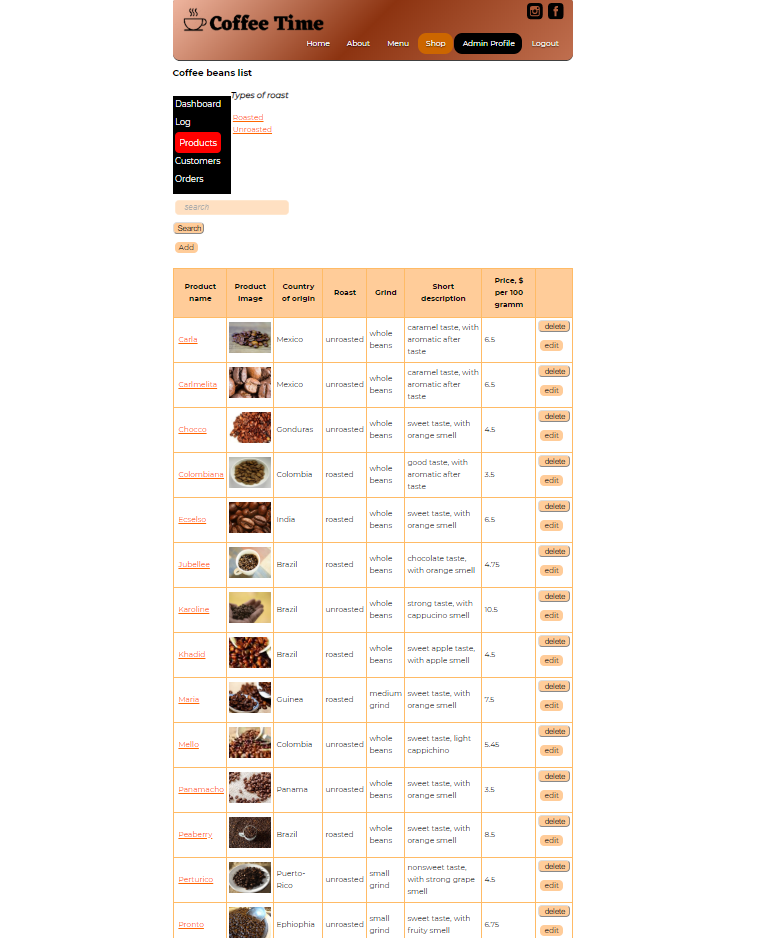 Coffee Time
Home About Menu Shop Admin Profile Logout
Coffee beans list
Types of roast
Dashboard
Log
Products
Customers
Orders
Roasted
Unroasted
search
Search
Add
Product name Product Image Country of origin Roast Grind Short description Price, $ per 100 gramm
Carla Mexico unroasted whole beans caramel taste, with aromatic after taste 6.5 delete edit
Carlmelita Mexico unroasted whole beans caramel taste, with aromatic after taste 6.5 delete edit
Chocco Gonduras unroasted whole beans sweet taste, with orange smell 4.5 delete edit
Colombiana Colombia roasted whole beans good taste, with aromatic after taste 3.5 delete edit
Ecselso India roasted whole beans sweet taste, with orange smell 6.5 delete edit
Jubellee Brazil roasted whole beans chocolate taste, with orange smell 4.75 delete edit
Karoline Brazil unroasted whole beans strong taste, with cappucino smell 10.5 delete edit
Khadid Brazil roasted whole beans sweet apple taste, with apple smell 4.5 delete edit
Maria Guinea roasted medium grind sweet taste, with orange smell 7.5 delete edit
Mello Colombia unroasted whole beans sweet taste, light cappichino 5.45 delete edit
Panamacho Panama unroasted whole beans sweet taste, with orange smell 3.5 delete edit
Peaberry Brazil roasted whole beans sweet taste, with orange smell 8.5 delete edit
Perturico Puerto-Rico unroasted small grind nonsweet taste, with strong grape smell 4.5 delete edit
Pronto Ephiophia unroasted small grind sweet taste, with fruity smell 6.75 delete edit